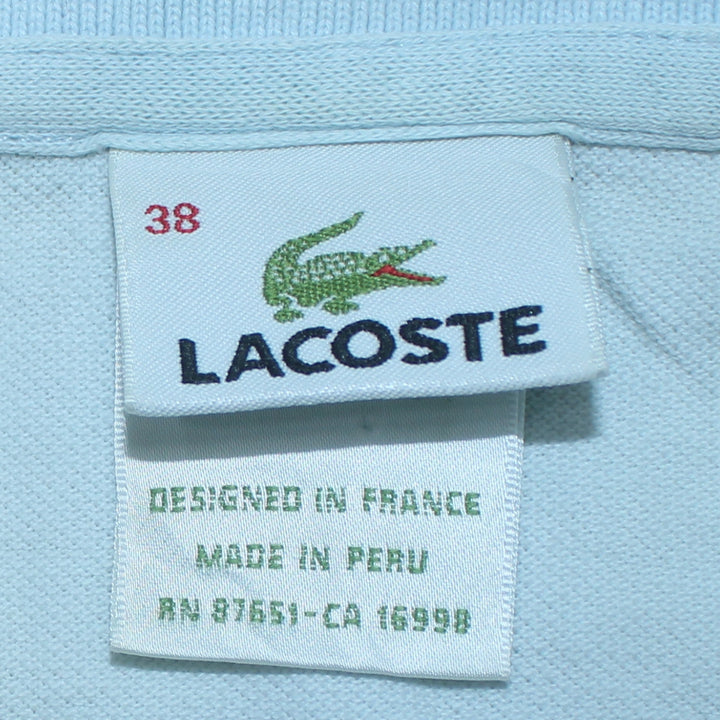 38
LACOSTE
DESIGNED IN FRANCE
MADE IN PERU
RN 87651-CA 16998